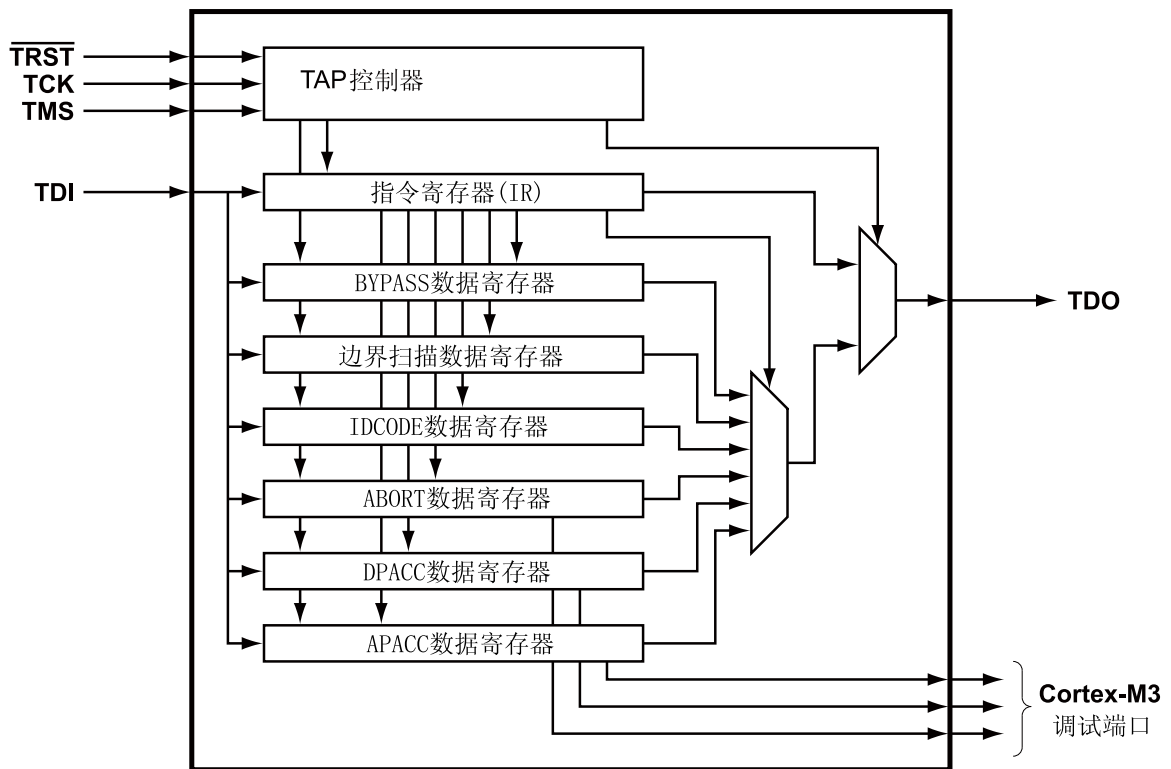 TRST
TCK
TMS
TAP控制器
TDI
指令寄存器(IR)
BYPASS数据寄存器
TDO
边界扫描数据寄存器
IDCODE数据寄存器
ABORT数据寄存器
DPACC数据寄存器
APACC数据寄存器
Cortex-M3
调试端口